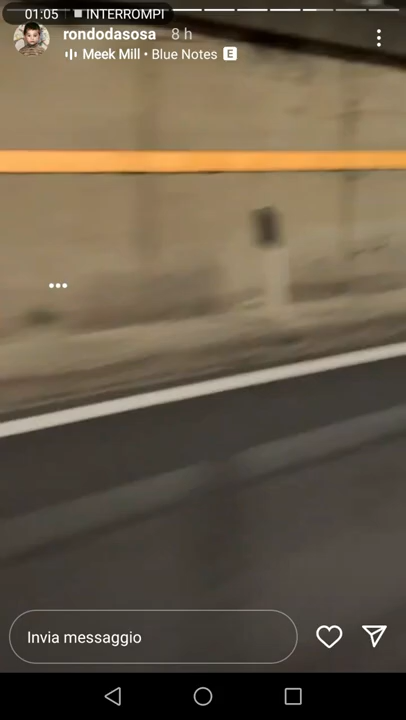 01:05 INTERROMPI
rondodasosa 8 h
Meek Mill • Blue Notes E
Invia messaggio